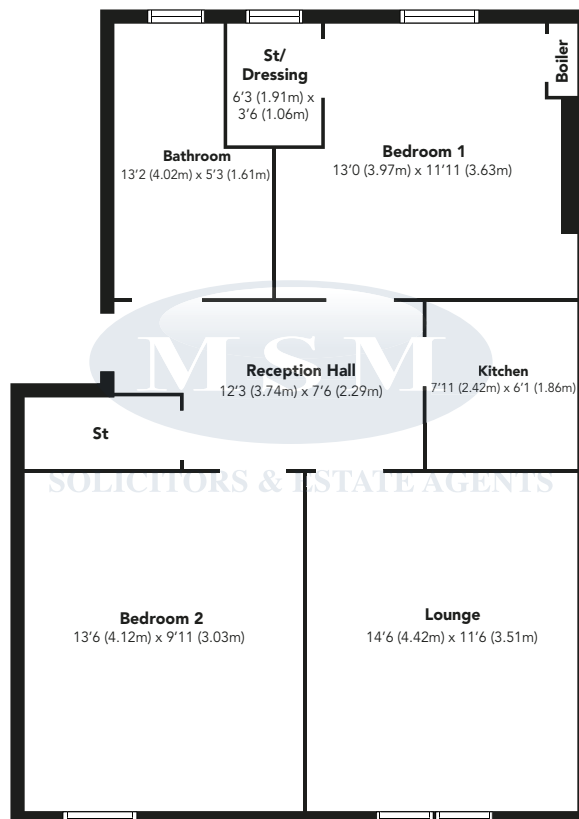 St/
Dressing
6'3 (1.91m) x
3'6 (1.06m)
Boiler
Bathroom
13'2 (4.02m) x 5'3 (1.61m)
Bedroom 1
13'0 (3.97m) x 11'11 (3.63m)
MSM
Reception Hall
12'3 (3.74m) x 7'6 (2.29m)
Kitchen
7'11 (2.42m) x 6'1 (1.86m)
St
SOLICITORS & ESTATE AGENTS
Bedroom 2
13'6 (4.12m) x 9'11 (3.03m)
Lounge
14'6 (4.42m) x 11'6 (3.51m)